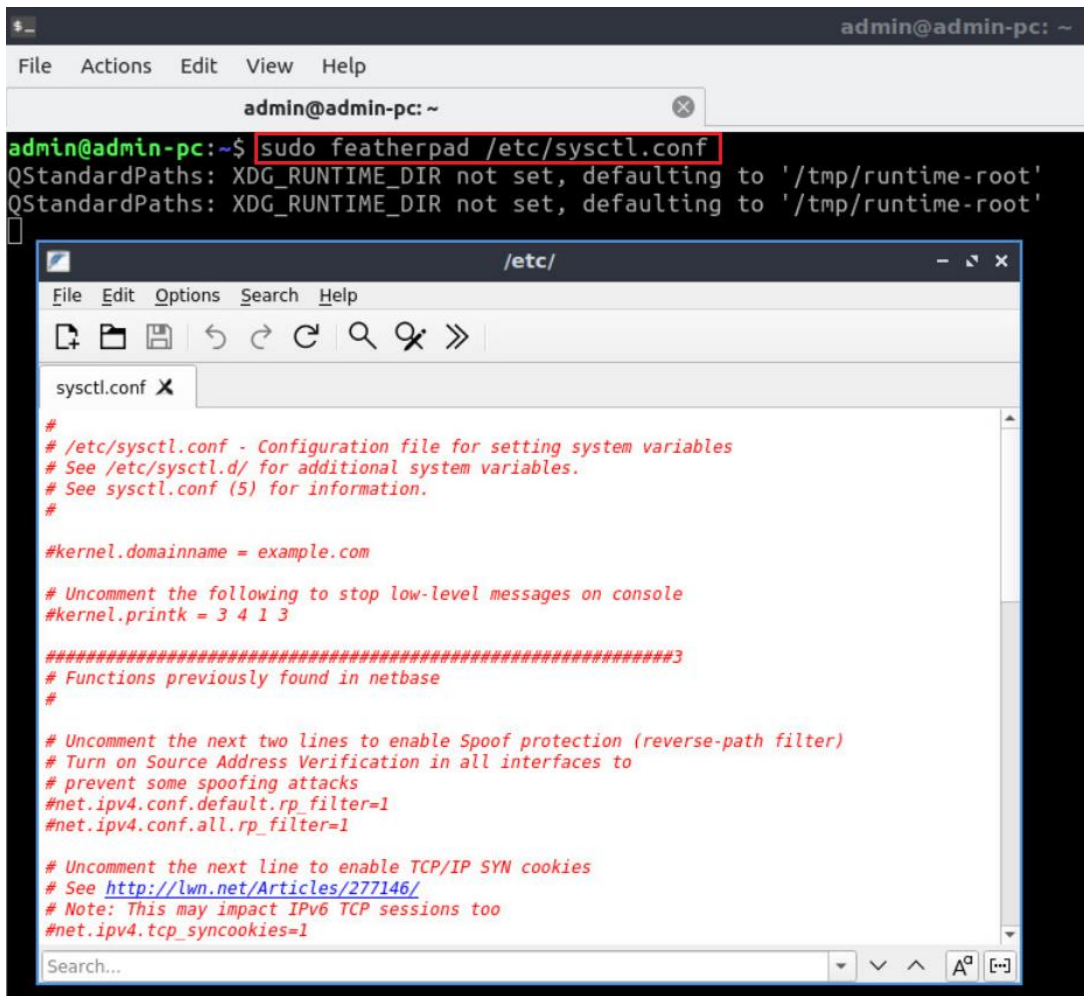 $_
admin@admin-pc: ~
File Actions Edit View Help
admin@admin-pc: ~
admin@admin-pc:~$ sudo featherpad /etc/sysctl.conf
QStandardPaths: XDG_RUNTIME_DIR not set, defaulting to '/tmp/runtime-root'
QStandardPaths: XDG_RUNTIME_DIR not set, defaulting to '/tmp/runtime-root'
/etc/
File Edit Options Search Help
sysctl.conf
#
# /etc/sysctl.conf - Configuration file for setting system variables
# See /etc/sysctl.d/ for additional system variables.
# See sysctl.conf (5) for information.
#
#kernel.domainname = example.com
# Uncomment the following to stop low-level messages on console
#kernel.printk = 3 4 1 3
##############################################################3
# Functions previously found in netbase
#
# Uncomment the next two lines to enable Spoof protection (reverse-path filter)
# Turn on Source Address Verification in all interfaces to
# prevent some spoofing attacks
#net.ipv4.conf.default.rp_filter=1
#net.ipv4.conf.all.rp_filter=1
# Uncomment the next line to enable TCP/IP SYN cookies
# See http://lwn.net/Articles/277146/
# Note: This may impact IPv6 TCP sessions too
#net.ipv4.tcp_syncookies=1
Search...